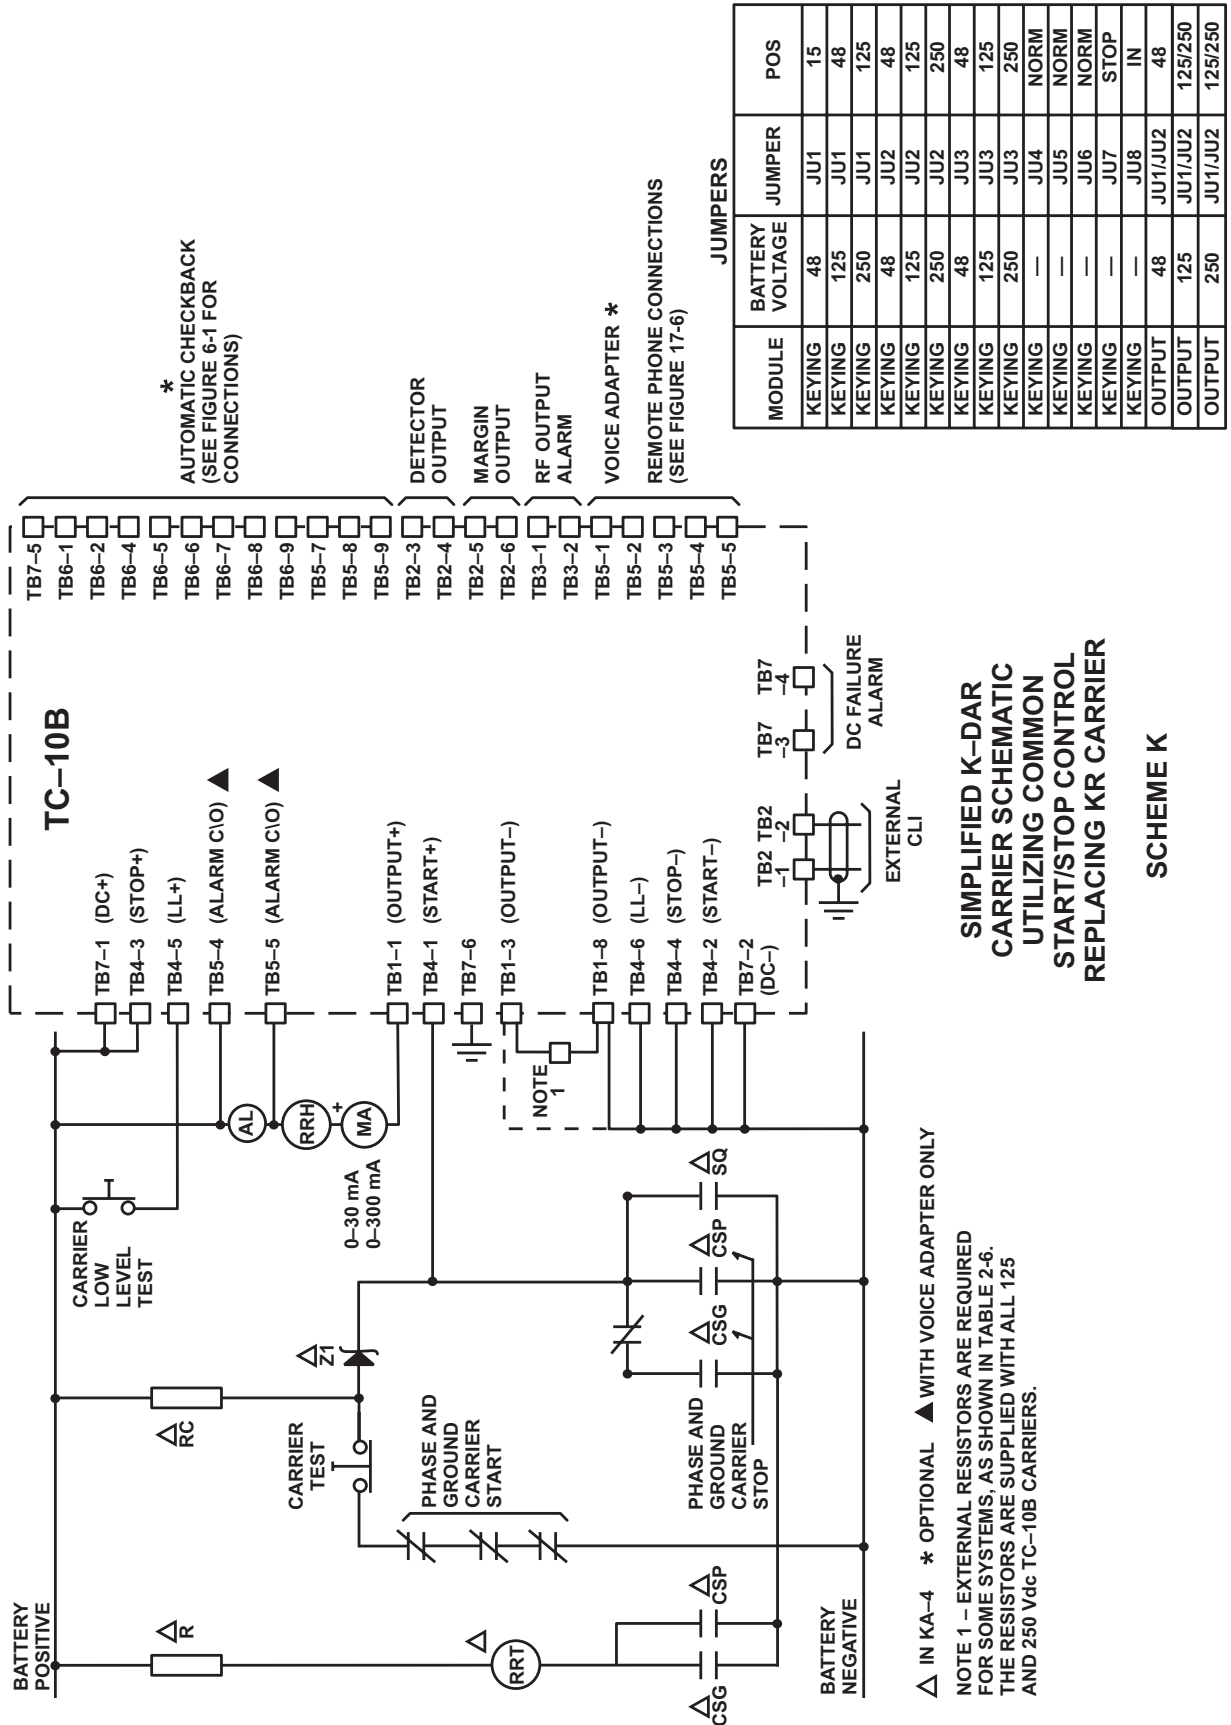 BATTERY
POSITIVE
R
RC
CARRIER
LOW
LEVEL
TEST
Z1
CARRIER
TEST
PHASE AND
GROUND
CARRIER
START
RRT
CSG
CSP
PHASE AND
GROUND
CARRIER
STOP
CSG
CSP
SQ
BATTERY
NEGATIVE
AL
RRH
+
MA
0–30 mA
0–300 mA
NOTE
1
TC–10B
TB7–1 (DC+)
TB4–3 (STOP+)
TB4–5 (LL+)
TB5–4 (ALARM C\O)
TB5–5 (ALARM C\O)
TB1–1 (OUTPUT+)
TB4–1 (START+)
TB7–6
TB1–3 (OUTPUT–)
TB1–8 (OUTPUT–)
TB4–6 (LL–)
TB4–4 (STOP–)
TB4–2 (START–)
TB7–2
(DC–)
TB7–5
TB6–1
TB6–2
TB6–4
TB6–5
TB6–6
TB6–7
TB6–8
TB6–9
TB5–7
TB5–8
TB5–9
TB2–3
TB2–4
TB2–5
TB2–6
TB3–1
TB3–2
TB5–1
TB5–2
TB5–3
TB5–4
TB5–5
*
AUTOMATIC CHECKBACK
(SEE FIGURE 6-1 FOR
CONNECTIONS)
DETECTOR
OUTPUT
MARGIN
OUTPUT
RF OUTPUT
ALARM
VOICE ADAPTER *
REMOTE PHONE CONNECTIONS
(SEE FIGURE 17-6)
TB2
–1
TB2
–2
EXTERNAL
CLI
TB7
–3
TB7
–4
DC FAILURE
ALARM
△ IN KA–4 * OPTIONAL ▲ WITH VOICE ADAPTER ONLY
NOTE 1 – EXTERNAL RESISTORS ARE REQUIRED
FOR SOME SYSTEMS, AS SHOWN IN TABLE 2-6.
THE RESISTORS ARE SUPPLIED WITH ALL 125
AND 250 Vdc TC–10B CARRIERS.
SIMPLIFIED K–DAR
CARRIER SCHEMATIC
UTILIZING COMMON
START/STOP CONTROL
REPLACING KR CARRIER
SCHEME K
JUMPERS
MODULE BATTERY VOLTAGE JUMPER POS
KEYING 48 JU1 15
KEYING 125 JU1 48
KEYING 250 JU1 125
KEYING 48 JU2 48
KEYING 125 JU2 125
KEYING 250 JU2 250
KEYING 48 JU3 48
KEYING 125 JU3 125
KEYING 250 JU3 250
KEYING — JU4 NORM
KEYING — JU5 NORM
KEYING — JU6 NORM
KEYING — JU7 STOP
KEYING — JU8 IN
OUTPUT 48 JU1/JU2 48
OUTPUT 125 JU1/JU2 125/250
OUTPUT 250 JU1/JU2 125/250